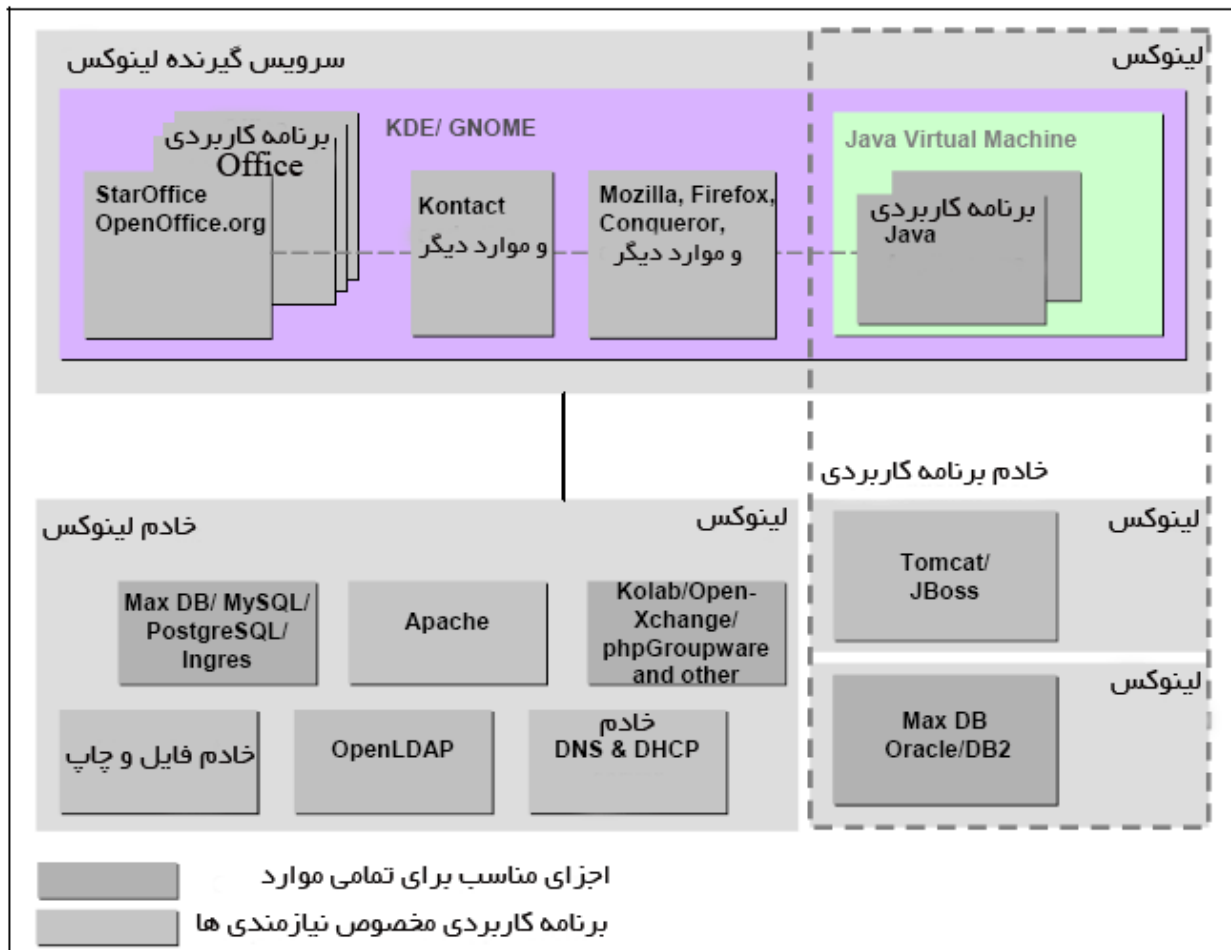 سرویس گیرنده لینوکس
لینوکس
برنامه کاربردی
Office
StarOffice
OpenOffice.org
KDE/ GNOME
Kontact
و موارد دیگر
Mozilla, Firefox,
Conqueror,
و موارد دیگر
Java Virtual Machine
برنامه کاربردی
Java
خادم برنامه کاربردی
خادم لینوکس
لینوکس
Max DB/ MySQL/
PostgreSQL/
Ingres
Apache
Kolab/Open-
Xchange/
phpGroupware
and other
خادم فایل و چاپ
OpenLDAP
خادم
DNS & DHCP
لینوکس
Tomcat/
JBoss
لینوکس
Max DB
Oracle/DB2
اجزای مناسب برای تمامی موارد
برنامه کاربردی مخصوص نیازمندی ها